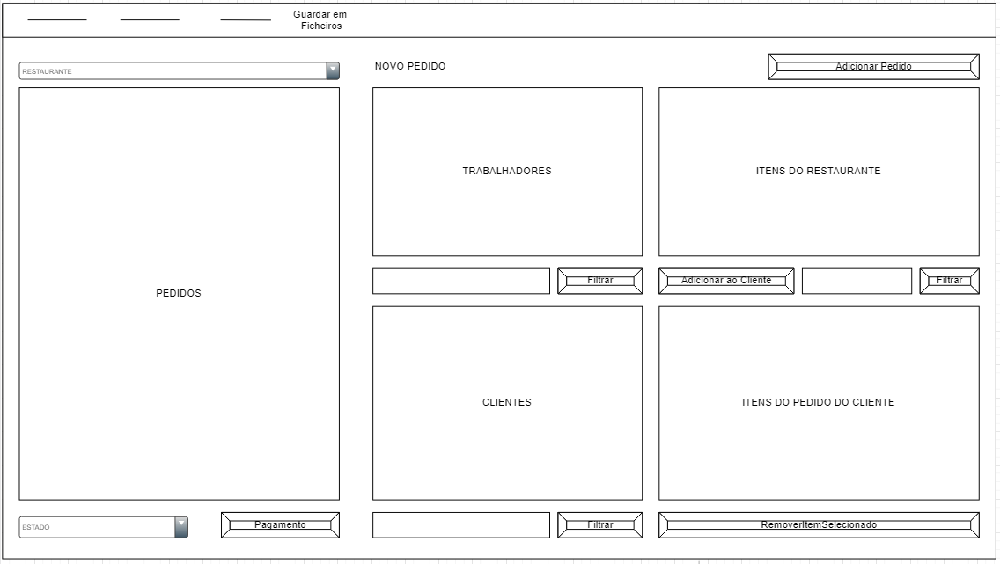 Guardar em
Ficheiros
RESTAURANTE
NOVO PEDIDO
Adicionar Pedido
TRABALHADORES
ITENS DO RESTAURANTE
PEDIDOS
Filtrar
Adicionar ao Cliente
Filtrar
CLIENTES
ITENS DO PEDIDO DO CLIENTE
ESTADO
Pagamento
Filtrar
RemoverItemSelecionado